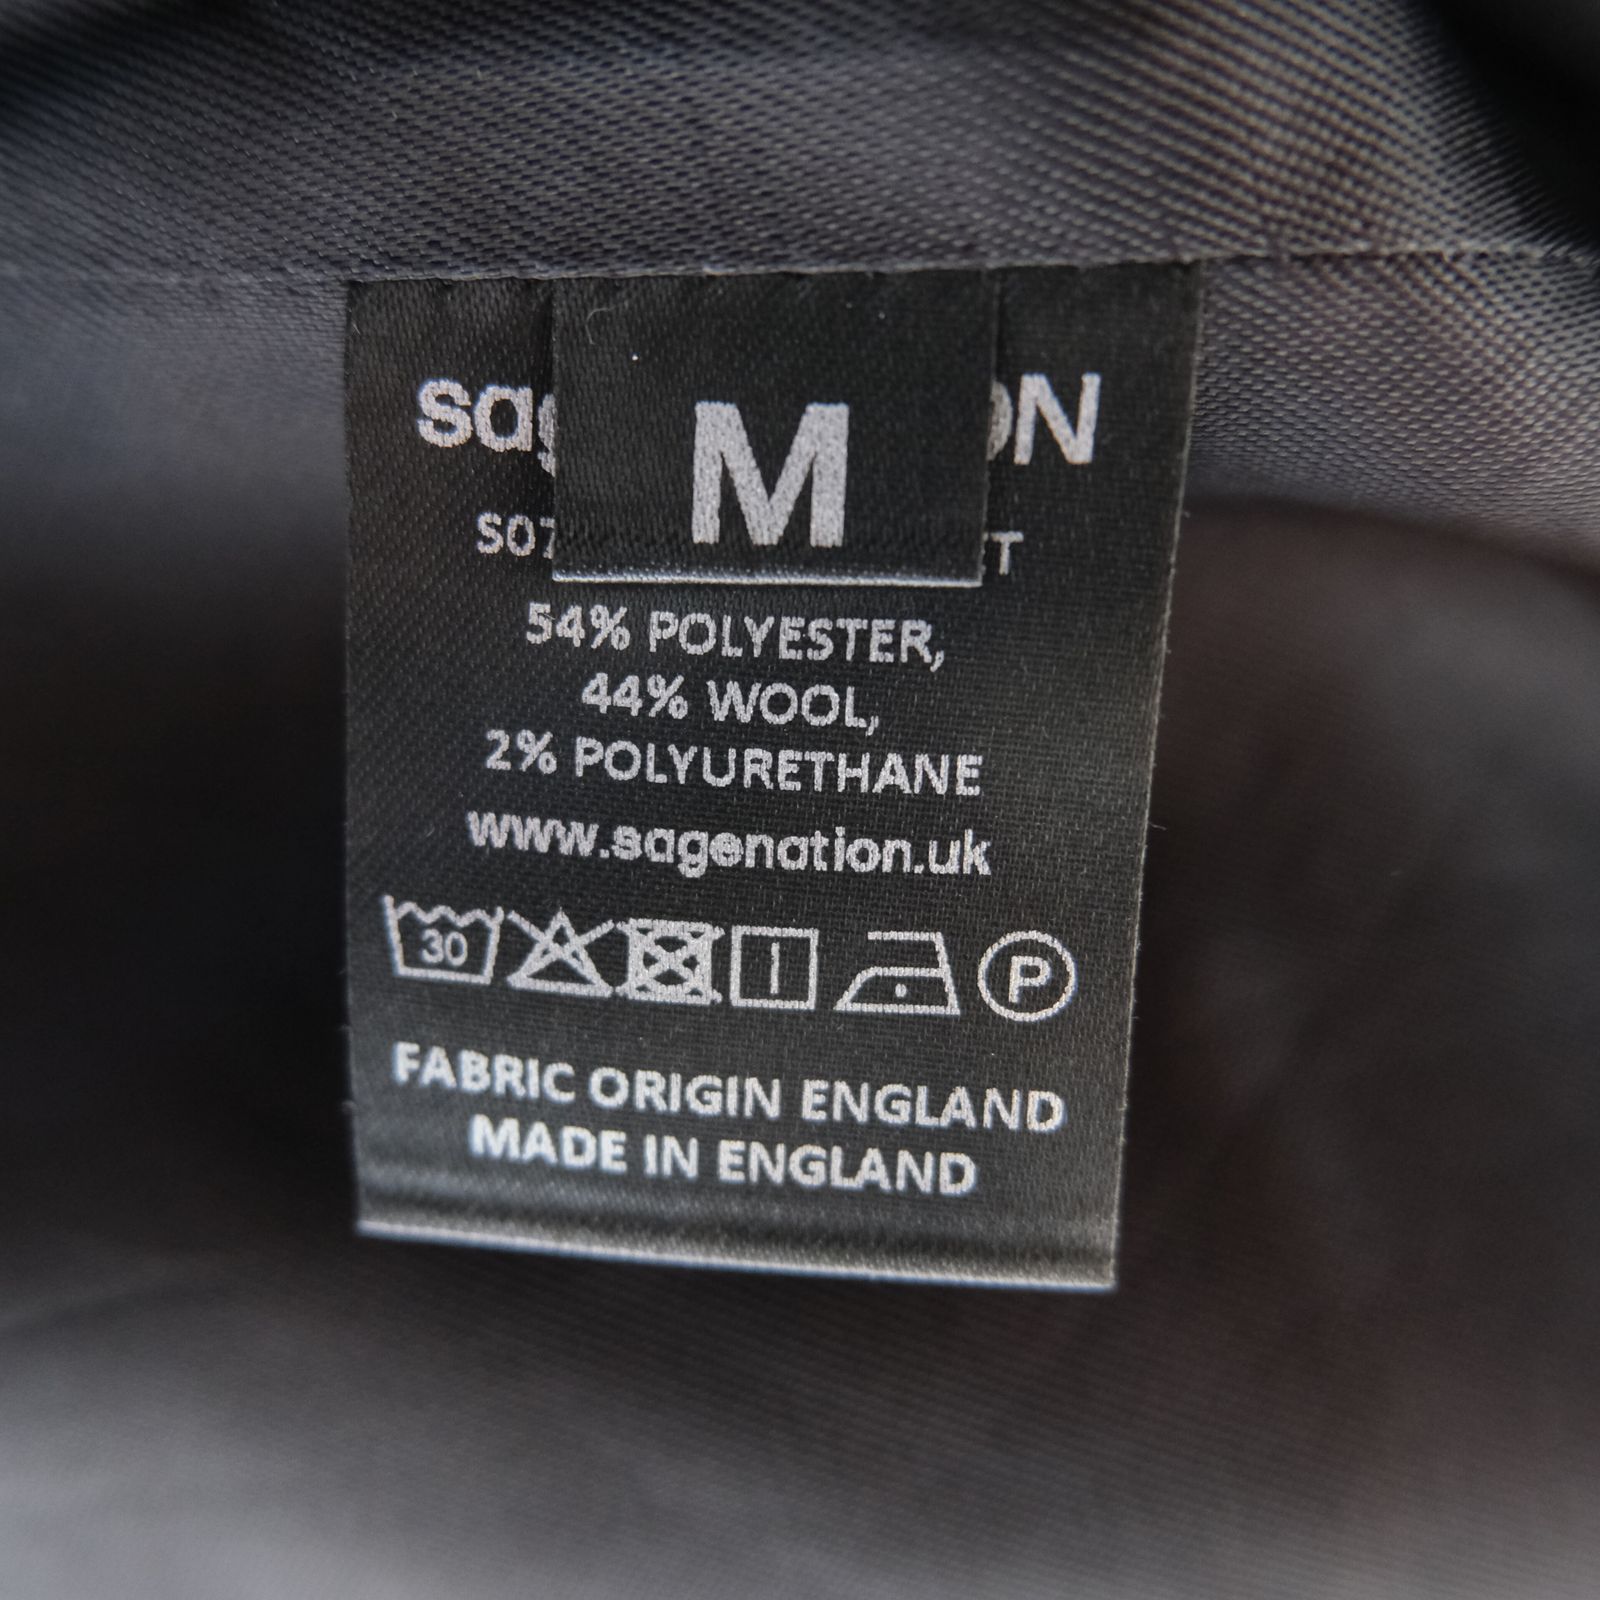 M
54% POLYESTER,
44% WOOL,
2% POLYURETHANE
www.sagenation.uk
30
P
FABRIC ORIGIN ENGLAND
MADE IN ENGLAND